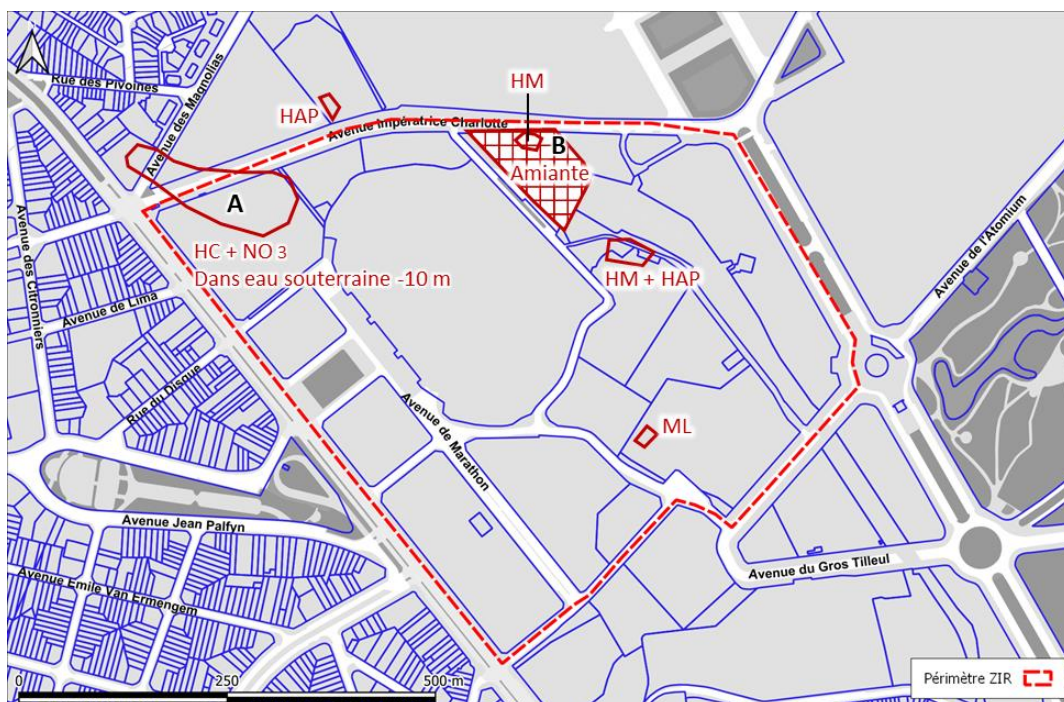 HM
Rue des Pivoines
Avenue des Magnolias
HAP
Avenue Impératrice Charlotte
B
Amiante
A
HC + NO 3
Dans eau souterraine -10 m
HM + HAP
Avenue de l'Atomium
Avenue des Citronniers
Avenue de Lima
Rue du Disque
Avenue de Marathon
ML
Avenue Jean Palfyn
Avenue du Gros Tilleul
Avenue Emile Van Ermengem
0
250
500 m
Périmètre ZIR